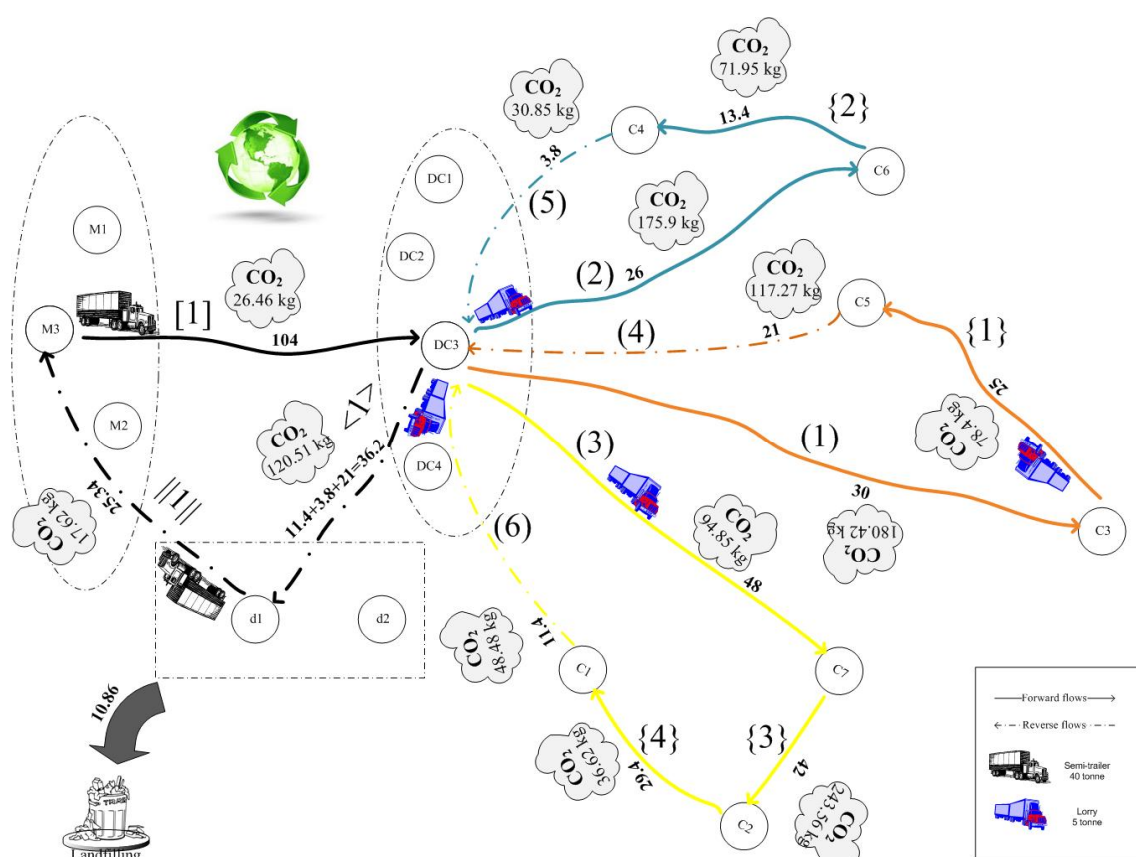 CO₂
71.95 kg
CO₂
30.85 kg
13.4
{2}
C4
C6
3.8
DC1
(5)
CO₂
175.9 kg
M1
DC2
CO₂
26.46 kg
(2)
26
CO₂
117.27 kg
C5
M3
[1]
104
DC3
(4)
21
{1}
25
CO₂
78.4 kg
<1>
CO₂
120.51 kg
M2
DC4
11.4+3.8+21=36.2
(3)
(1)
30
||1||
25.34
CO₂
17.62 kg
(6)
CO₂
94.85 kg
48
CO₂
180.42 kg
C3
d1
d2
11.4
CO₂
48.48 kg
C1
C7
10.86
{4}
29.4
CO₂
36.62 kg
{3}
42
C2
CO₂
243.56 kg
Forward flows
Reverse flows
Semi-trailer
40 tonne
Lorry
5 tonne
TRASH
Landfilling